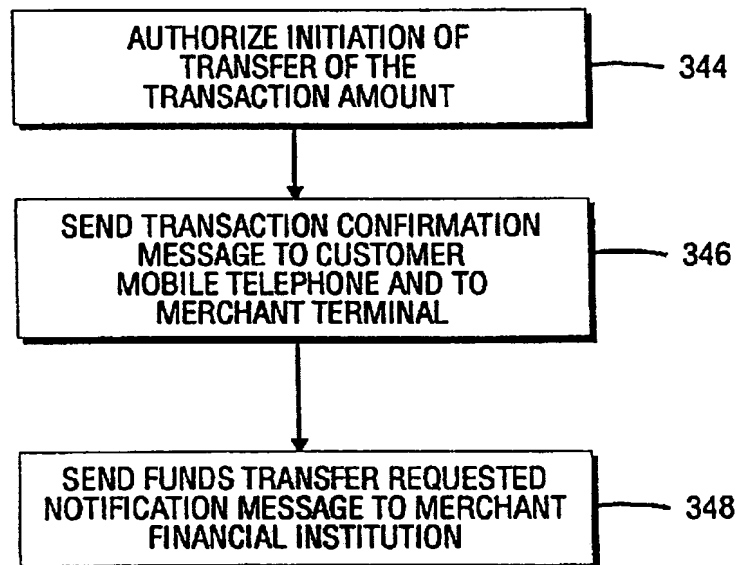 AUTHORIZE INITIATION OF
TRANSFER OF THE
TRANSACTION AMOUNT
344
SEND TRANSACTION CONFIRMATION
MESSAGE TO CUSTOMER
MOBILE TELEPHONE AND TO
MERCHANT TERMINAL
346
SEND FUNDS TRANSFER REQUESTED
NOTIFICATION MESSAGE TO MERCHANT
FINANCIAL INSTITUTION
348